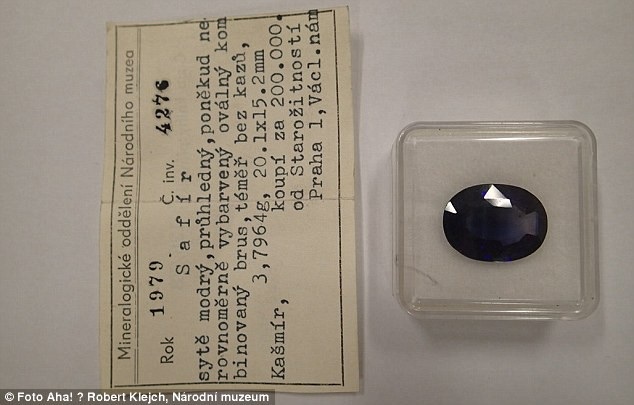 Mineralogické oddělení Národního muzea
Rok 1979 Č. inv. 4276
Safír
sytě modrý, průhledný, poněkud ne-
rovnoměrně vybarvený oválný kom
binovaný brus, téměř bez kazů,
3,7964g, 20.1x15.2mm
Kašmír, koupí za 200.000.
od Starožitností
Praha 1, Václ.nám
© Foto Aha! ? Robert Klejch, Národní muzeum